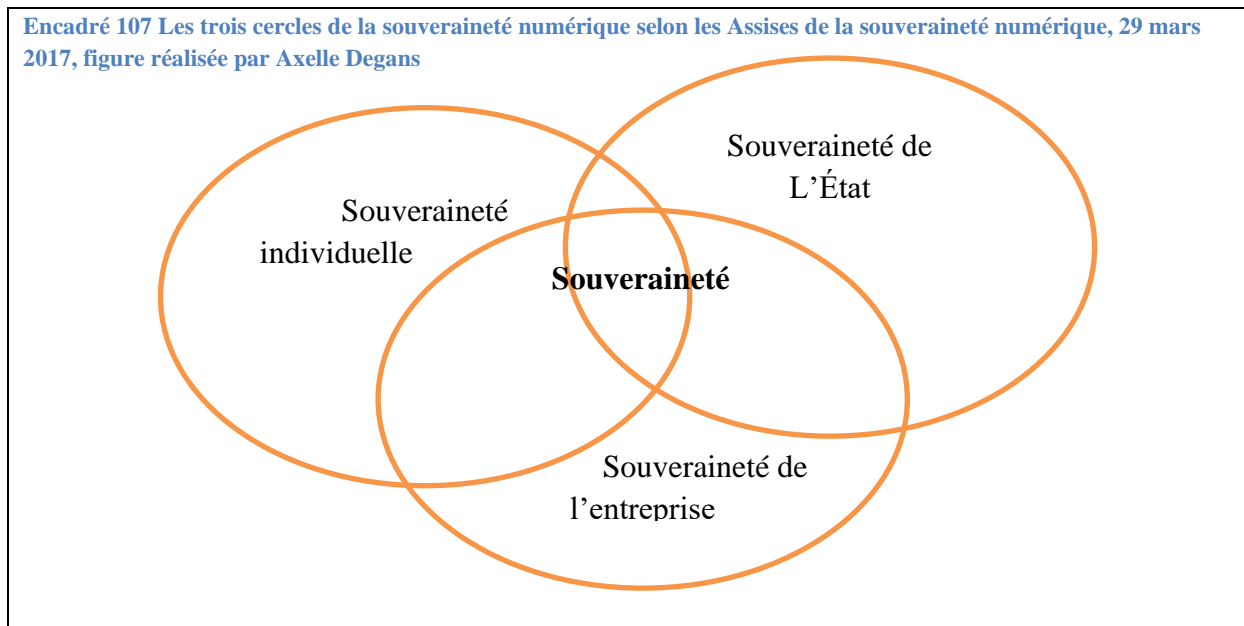 Encadré 107 Les trois cercles de la souveraineté numérique selon les Assises de la souveraineté numérique, 29 mars
2017, figure réalisée par Axelle Degans
Souveraineté de
L’État
Souveraineté
individuelle
Souveraineté
Souveraineté de
l’entreprise